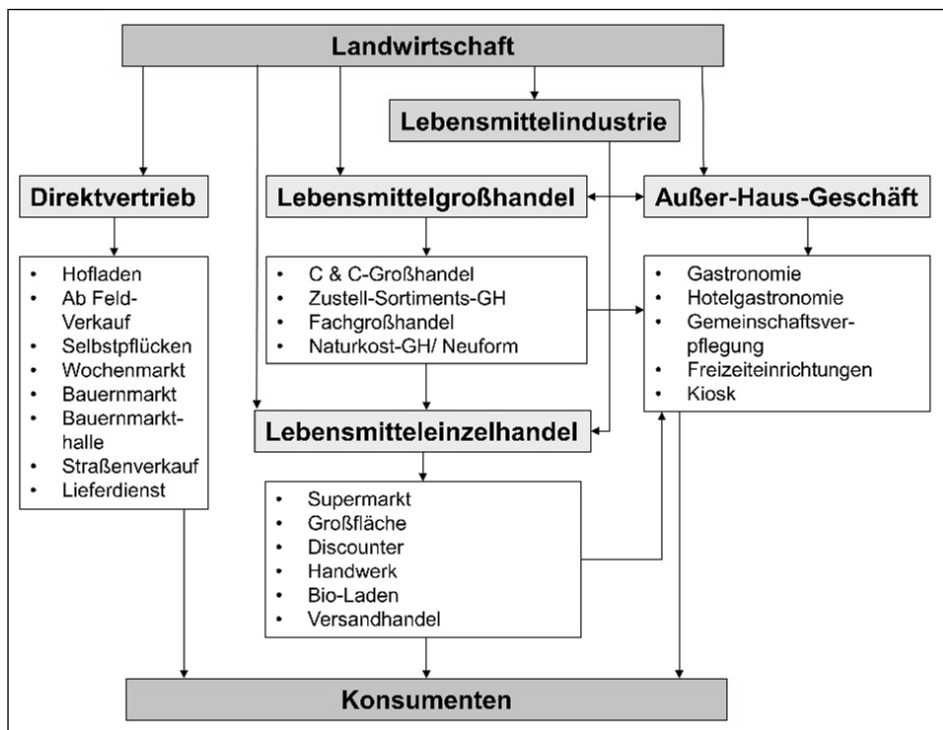 Landwirtschaft
Lebensmittelindustrie
Direktvertrieb
Lebensmittelgroßhandel
Außer-Haus-Geschäft
• Hofladen
• Ab Feld-
Verkauf
• Selbstpflücken
• Wochenmarkt
• Bauernmarkt
• Bauernmarkt-
halle
• Straßenverkauf
• Lieferdienst
• C & C-Großhandel
• Zustell-Sortiments-GH
• Fachgroßhandel
• Naturkost-GH/ Neuform
• Gastronomie
• Hotelgastronomie
• Gemeinschaftsver-
pflegung
• Freizeiteinrichtungen
• Kiosk
Lebensmitteleinzelhandel
• Supermarkt
• Großfläche
• Discounter
• Handwerk
• Bio-Laden
• Versandhandel
Konsumenten